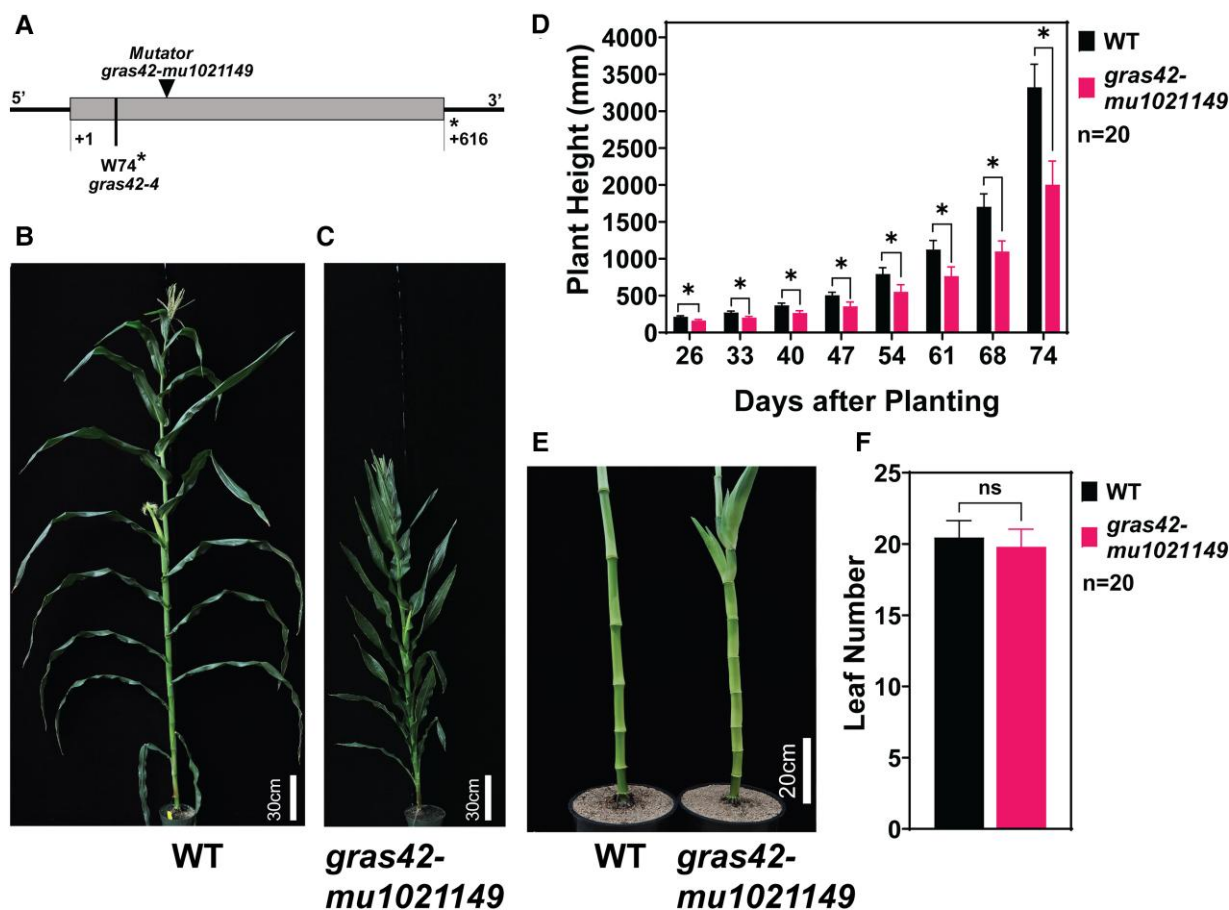 A
Mutator
gras42-mu1021149
5’
3’
+1
*
+616
W74*
gras42-4
B
30cm
WT
C
30cm
gras42-
mu1021149
D
Plant Height (mm)
4000
3500
3000
2500
2000
1500
1000
500
0
* * * * * * * *
26 33 40 47 54 61 68 74
Days after Planting
WT
gras42-
mu1021149
n=20
E
20cm
WT gras42-
mu1021149
F
Leaf Number
25
20
15
10
5
0
ns
WT
gras42-
mu1021149
n=20